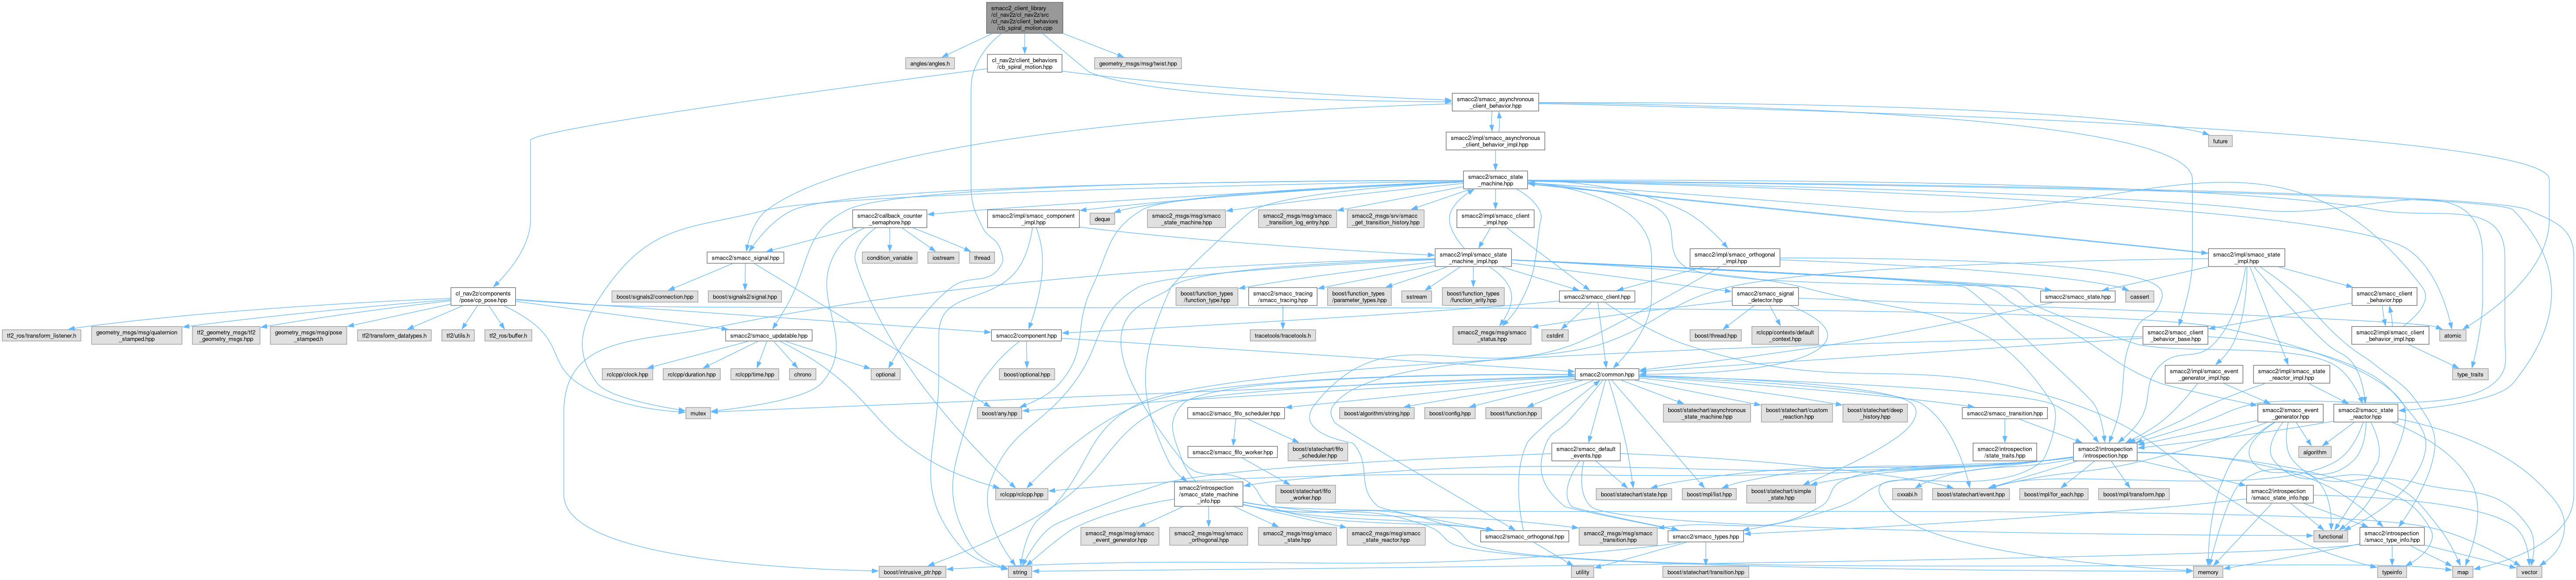 smacc2_client_library
/cl_nav2z/cl_nav2z/src
/cl_nav2z/client_behaviors
/cb_spiral_motion.cpp
angles/angles.h
cl_nav2z/client_behaviors
/cb_spiral_motion.hpp
geometry_msgs/msg/twist.hpp
smacc2/smacc_asynchronous
_client_behavior.hpp
smacc2/impl/smacc_asynchronous
_client_behavior_impl.hpp
future
smacc2/smacc_state
_machine.hpp
smacc2/callback_counter
_semaphore.hpp
smacc2/impl/smacc_component
_impl.hpp
deque
smacc2_msgs/msg/smacc
_state_machine.hpp
smacc2_msgs/msg/smacc
_transition_log_entry.hpp
smacc2_msgs/srv/smacc
_get_transition_history.hpp
smacc2/impl/smacc_client
_impl.hpp
smacc2/smacc_signal.hpp
condition_variable
iostream
thread
smacc2/impl/smacc_state
_machine_impl.hpp
smacc2/impl/smacc_orthogonal
_impl.hpp
smacc2/impl/smacc_state
_impl.hpp
cl_nav2z/components
/pose/cp_pose.hpp
boost/signals2/connection.hpp
boost/signals2/signal.hpp
boost/function_types
/function_type.hpp
smacc2/smacc_tracing
/smacc_tracing.hpp
boost/function_types
/parameter_types.hpp
sstream
boost/function_types
/function_arity.hpp
smacc2/smacc_client.hpp
smacc2/smacc_signal
_detector.hpp
smacc2/smacc_state.hpp
cassert
smacc2/smacc_client
_behavior.hpp
tf2_ros/transform_listener.h
geometry_msgs/msg/quaternion
_stamped.hpp
tf2_geometry_msgs/tf2
_geometry_msgs.hpp
geometry_msgs/msg/pose
_stamped.h
tf2/transform_datatypes.h
tf2/utils.h
tf2_ros/buffer.h
smacc2/smacc_updatable.hpp
smacc2/component.hpp
tracetools/tracetools.h
smacc2_msgs/msg/smacc
_status.hpp
cstdint
boost/thread.hpp
rclcpp/contexts/default
_context.hpp
smacc2/smacc_client
_behavior_base.hpp
smacc2/impl/smacc_client
_behavior_impl.hpp
atomic
rclcpp/clock.hpp
rclcpp/duration.hpp
rclcpp/time.hpp
chrono
optional
boost/optional.hpp
smacc2/common.hpp
smacc2/impl/smacc_event
_generator_impl.hpp
smacc2/impl/smacc_state
_reactor_impl.hpp
type_traits
mutex
boost/any.hpp
smacc2/smacc_fifo_scheduler.hpp
boost/algorithm/string.hpp
boost/config.hpp
boost/function.hpp
boost/statechart/asynchronous
_state_machine.hpp
boost/statechart/custom
_reaction.hpp
boost/statechart/deep
_history.hpp
smacc2/smacc_transition.hpp
smacc2/smacc_event
_generator.hpp
smacc2/smacc_state
_reactor.hpp
smacc2/smacc_fifo_worker.hpp
boost/statechart/fifo
_scheduler.hpp
smacc2/smacc_default
_events.hpp
smacc2/introspection
/state_traits.hpp
smacc2/introspection
/introspection.hpp
algorithm
rclcpp/rclcpp.hpp
smacc2/introspection
/smacc_state_machine
_info.hpp
boost/statechart/fifo
_worker.hpp
boost/statechart/state.hpp
boost/mpl/list.hpp
boost/statechart/simple
_state.hpp
cxxabi.h
boost/statechart/event.hpp
boost/mpl/for_each.hpp
boost/mpl/transform.hpp
smacc2/introspection
/smacc_state_info.hpp
smacc2_msgs/msg/smacc
_event_generator.hpp
smacc2_msgs/msg/smacc
_orthogonal.hpp
smacc2_msgs/msg/smacc
_state.hpp
smacc2_msgs/msg/smacc
_state_reactor.hpp
smacc2/smacc_orthogonal.hpp
smacc2_msgs/msg/smacc
_transition.hpp
smacc2/smacc_types.hpp
functional
smacc2/introspection
/smacc_type_info.hpp
boost/intrusive_ptr.hpp
string
utility
boost/statechart/transition.hpp
memory
typeinfo
map
vector